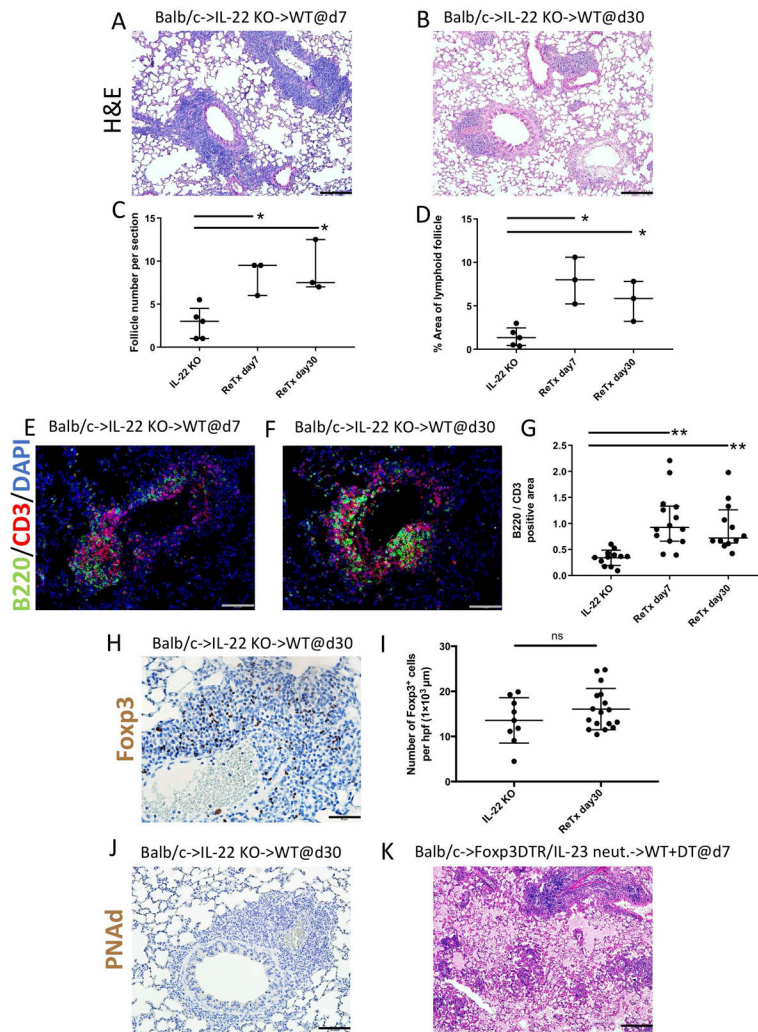 A Balb/c->IL-22 KO->WT@d7
B Balb/c->IL-22 KO->WT@d30
H&E
C
Follicle number per section
15
10
5
0
*
*
IL-22 KO
ReTx day7
ReTx day30
D
% Area of lymphoid follicle
15
10
5
0
*
*
IL-22 KO
ReTx day7
ReTx day30
E Balb/c->IL-22 KO->WT@d7
F Balb/c->IL-22 KO->WT@d30
B220/CD3/DAPI
G
B220 / CD3
positive area
2.5
2.0
1.5
1.0
0.5
0.0
**
**
IL-22 KO
ReTx day7
ReTx day30
H Balb/c->IL-22 KO->WT@d30
Foxp3
I
Number of Foxp3⁺ cells
per hpf (1×10³ µm)
30
20
10
0
ns
IL-22 KO
ReTx day30
J Balb/c->IL-22 KO->WT@d30
PNAd
K Balb/c->Foxp3DTR/IL-23 neut.->WT+DT@d7